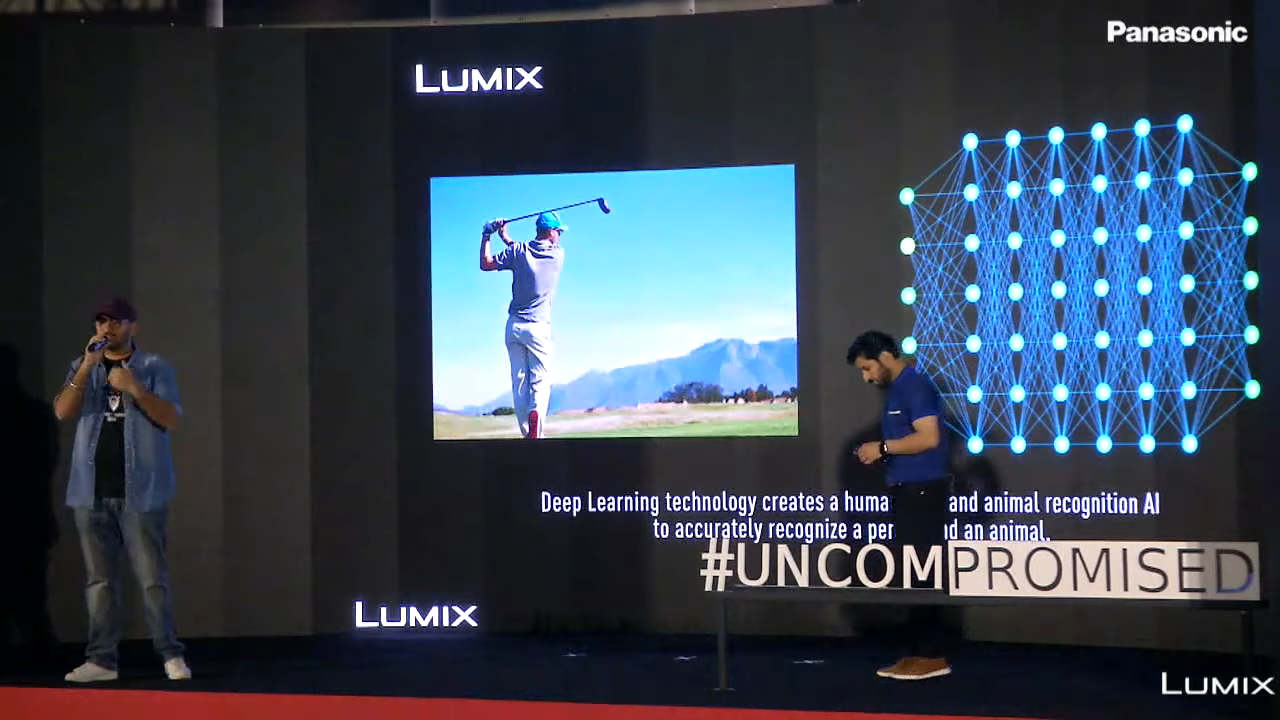 Panasonic
LUMIX
Deep Learning technology creates a huma and animal recognition AI
to accurately recognize a per nd an animal.
#UNCOMPROMISED
LUMIX
LUMIX